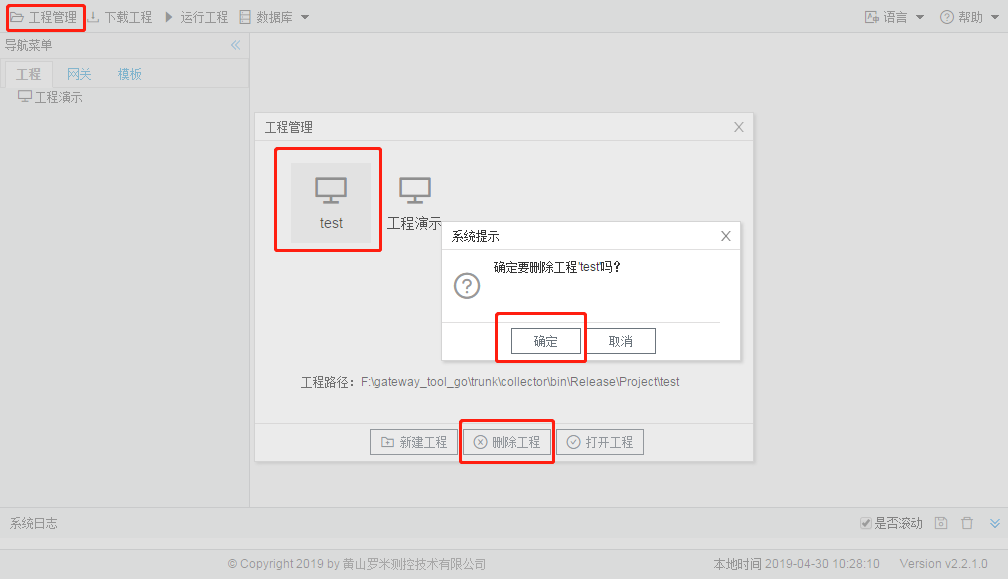 工程管理 下载工程 运行工程 数据库 语言 帮助
导航菜单
工程 网关 模板
工程演示
工程管理
test 工程演示
系统提示
确定要删除工程'test'吗?
确定 取消
工程路径: F:\gateway_tool_go\trunk\collector\bin\Release\Project\test
新建工程 删除工程 打开工程
系统日志 是否滚动
© Copyright 2019 by 黄山罗米测控技术有限公司 本地时间 2019-04-30 10:28:10 Version v2.2.1.0